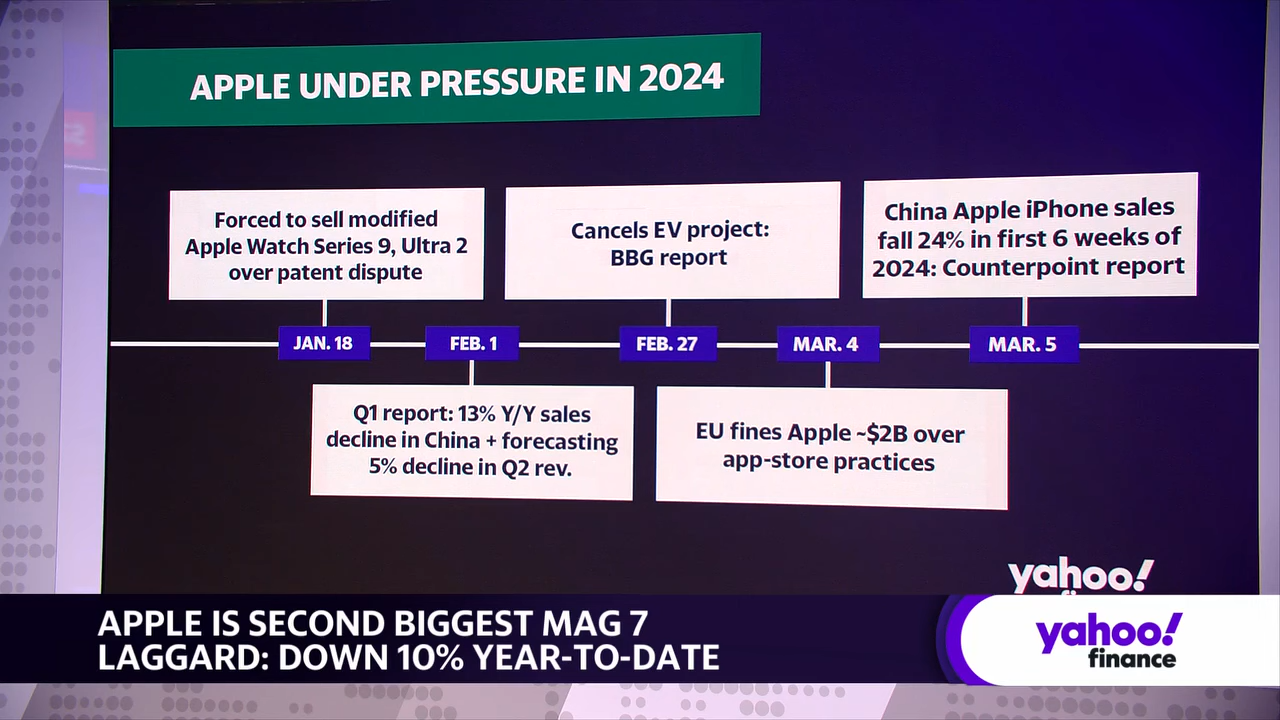 APPLE UNDER PRESSURE IN 2024
Forced to sell modified
Apple Watch Series 9, Ultra 2
over patent dispute
Cancels EV project:
BBG report
China Apple iPhone sales
fall 24% in first 6 weeks of
2024: Counterpoint report
JAN. 18
FEB. 1
FEB. 27
MAR. 4
MAR. 5
Q1 report: 13% Y/Y sales
decline in China + forecasting
5% decline in Q2 rev.
EU fines Apple ~$2B over
app-store practices
yahoo!
APPLE IS SECOND BIGGEST MAG 7
LAGGARD: DOWN 10% YEAR-TO-DATE
yahoo!
finance